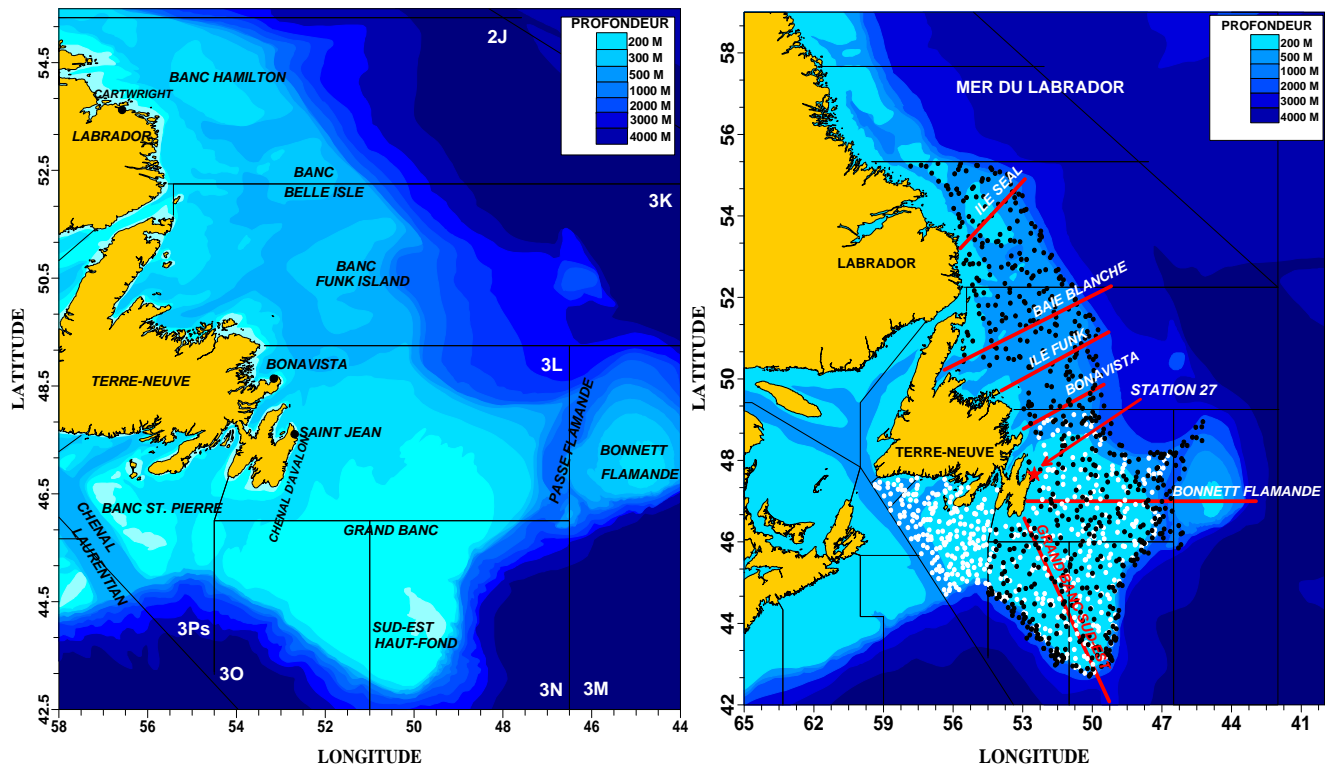 PROFONDEUR
200 M
300 M
500 M
1000 M
2000 M
3000 M
4000 M
2J
BANC HAMILTON
CARTWRIGHT
LABRADOR
BANC
BELLE ISLE
3K
BANC
FUNK ISLAND
3L
BONAVISTA
TERRE-NEUVE
SAINT JEAN
CHENAL D'AVALON
PASSE FLAMANDE
BONNETT
FLAMANDE
BANC ST. PIERRE
GRAND BANC
CHENAL
LAURENTIAN
SUD-EST
HAUT-FOND
3Ps
3O
3N
3M
54.5
52.5
50.5
48.5
46.5
44.5
42.5
LATITUDE
58
56
54
52
50
48
46
44
LONGITUDE
PROFONDEUR
200 M
500 M
1000 M
2000 M
3000 M
4000 M
MER DU LABRADOR
ILE SEAL
LABRADOR
BAIE BLANCHE
ILE FUNK
BONAVISTA
STATION 27
TERRE-NEUVE
BONNETT FLAMANDE
GRAND BANC SUD-EST
58
56
54
52
50
48
46
44
42
LATITUDE
65
62
59
56
53
50
47
44
41
LONGITUDE